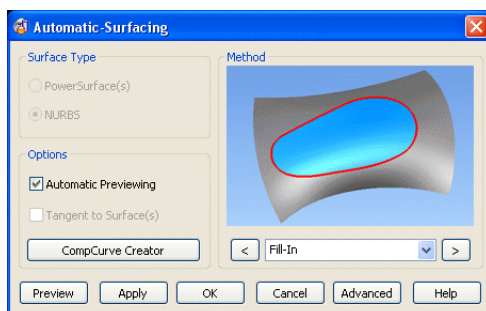 Automatic-Surfacing
Surface Type
PowerSurface(s)
NURBS
Options
Automatic Previewing
Tangent to Surface(s)
CompCurve Creator
Method
< Fill-In >
Preview Apply OK Cancel Advanced Help